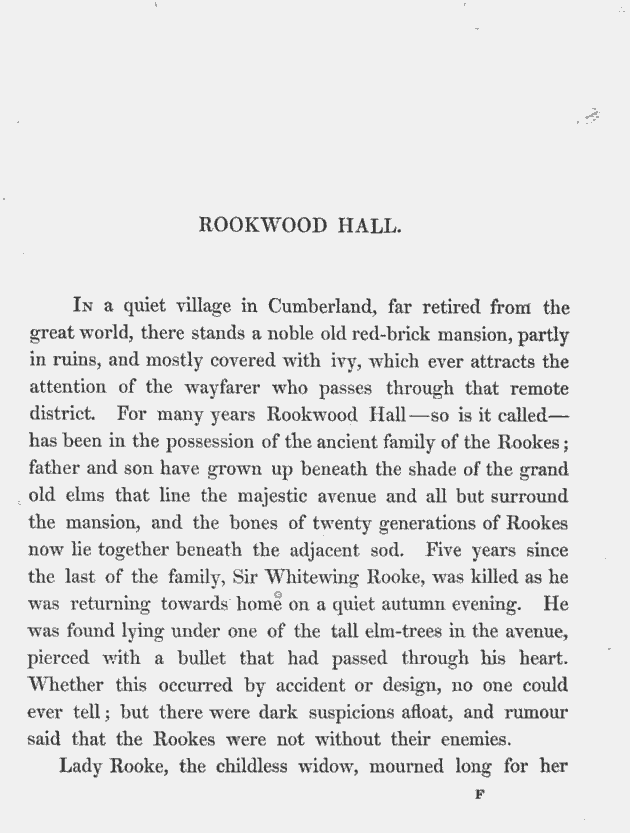 ROOKWOOD HALL.
In a quiet village in Cumberland, far retired from the
great world, there stands a noble old red-brick mansion, partly
in ruins, and mostly covered with ivy, which ever attracts the
attention of the wayfarer who passes through that remote
district. For many years Rookwood Hall—so is it called—
has been in the possession of the ancient family of the Rookes;
father and son have grown up beneath the shade of the grand
old elms that line the majestic avenue and all but surround
the mansion, and the bones of twenty generations of Rookes
now lie together beneath the adjacent sod. Five years since
the last of the family, Sir Whitewing Rooke, was killed as he
was returning towards home on a quiet autumn evening. He
was found lying under one of the tall elm-trees in the avenue,
pierced with a bullet that had passed through his heart.
Whether this occurred by accident or design, no one could
ever tell; but there were dark suspicions afloat, and rumour
said that the Rookes were not without their enemies.
Lady Rooke, the childless widow, mourned long for her
F